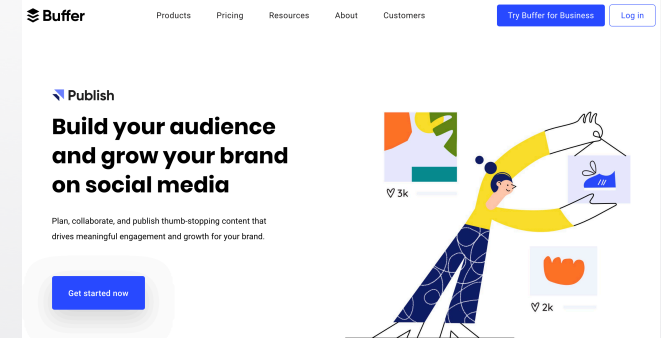 Buffer
Products Pricing Resources About Customers
Try Buffer for Business
Log in
Publish
Build your audience
and grow your brand
on social media
Plan, collaborate, and publish thumb-stopping content that
drives meaningful engagement and growth for your brand.
Get started now
3k
2k